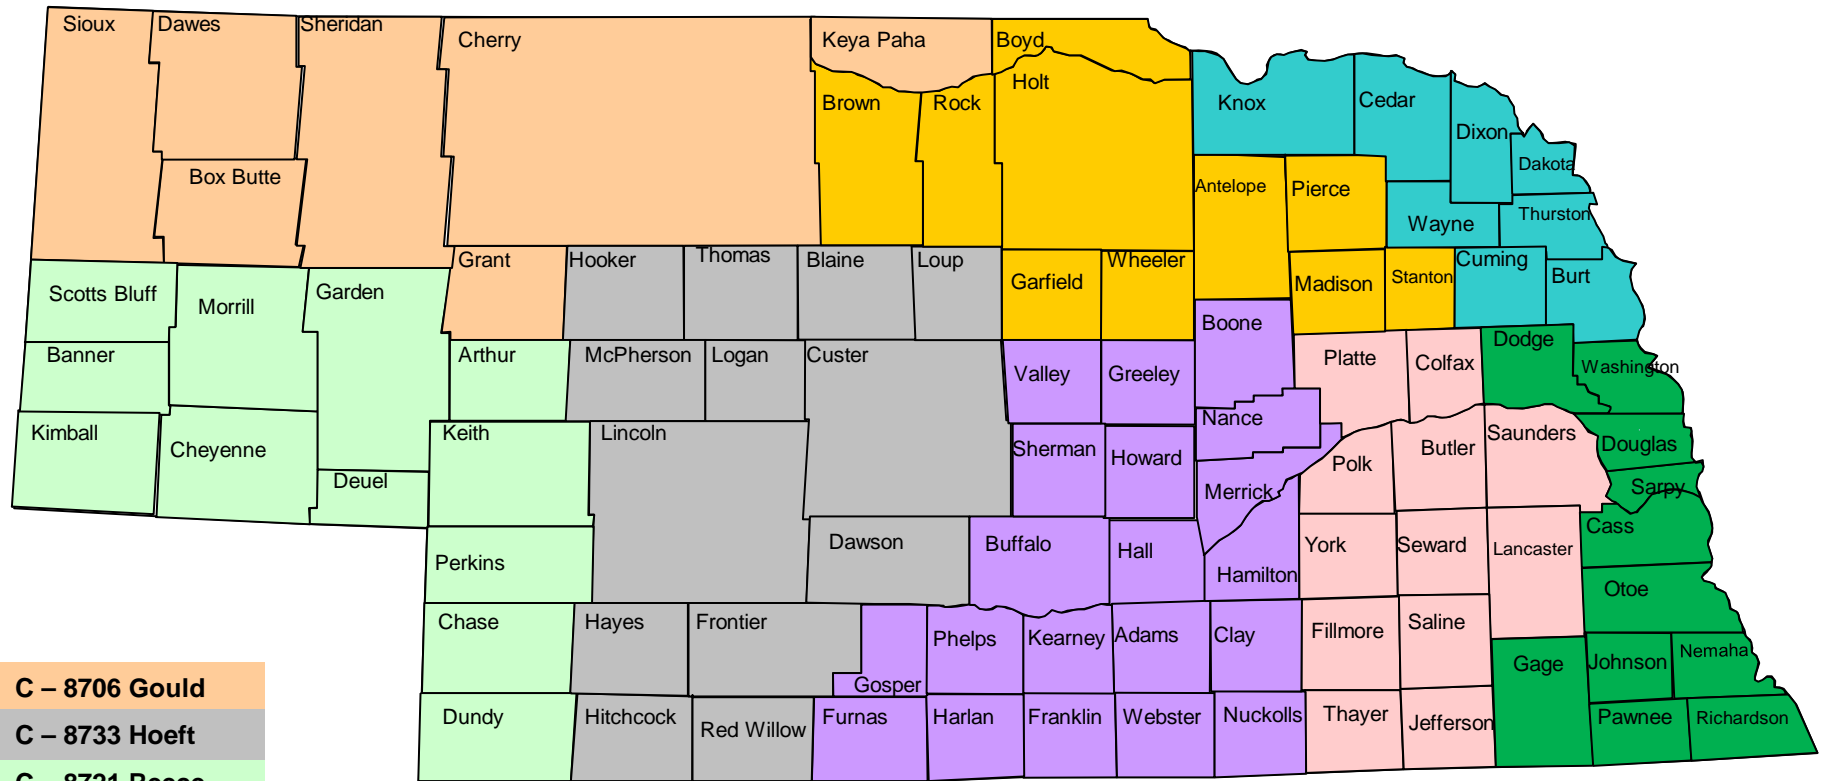 Sioux
Dawes
Sheridan
Cherry
Keya Paha
Boyd
Holt
Brown
Rock
Knox
Cedar
Dixon
Dakota
Box Butte
Antelope
Pierce
Wayne
Thurston
Grant
Hooker
Thomas
Blaine
Loup
Garfield
Wheeler
Madison
Stanton
Cuming
Burt
Scotts Bluff
Morrill
Garden
Boone
Banner
Arthur
McPherson
Logan
Custer
Valley
Greeley
Platte
Colfax
Dodge
Washington
Kimball
Cheyenne
Keith
Lincoln
Sherman
Howard
Nance
Polk
Butler
Saunders
Douglas
Deuel
Merrick
Sarpy
Perkins
Dawson
Buffalo
Hall
Hamilton
York
Seward
Lancaster
Cass
Otoe
Chase
Hayes
Frontier
Gosper
Phelps
Kearney
Adams
Clay
Fillmore
Saline
Gage
Johnson
Nemaha
Dundy
Hitchcock
Red Willow
Furnas
Harlan
Franklin
Webster
Nuckolls
Thayer
Jefferson
Pawnee
Richardson
C – 8706 Gould
C – 8733 Hoeft